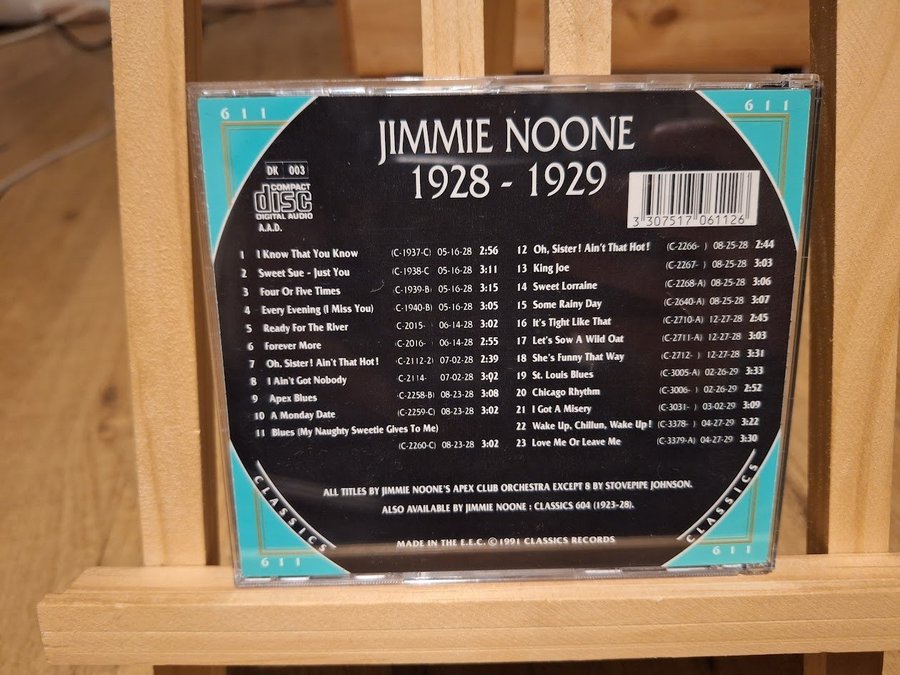 611
611
JIMMIE NOONE
1928 - 1929
DK 003
COMPACT
disc
DIGITAL AUDIO
A.A.D.
3 307517 061126
1 I Know That You Know (C-1937-C) 05-16-28 2:56
2 Sweet Sue - Just You (C-1938-C 05-16-28 3:11
3 Four Or Five Times (C-1939-B) 05-16-28 3:15
4 Every Evening (I Miss You) (C-1940-B) 05-16-28 3:05
5 Ready For The River C-2015- 06-14-28 3:02
6 Forever More C-2016- 06-14-28 2:55
7 Oh, Sister! Ain't That Hot! C-2112-2) 07-02-28 2:39
8 I Ain't Got Nobody C-2114- 07-02-28 3:02
9 Apex Blues C-2258-B) 08-23-28 3:08
10 A Monday Date (C-2259-C) 08-23-28 3:02
11 Blues (My Naughty Sweetie Gives To Me)
(C-2260-C) 08-23-28 3:02
12 Oh, Sister! Ain't That Hot! (C-2266- ) 08-25-28 2:44
13 King Joe (C-2267- ) 08-25-28 3:03
14 Sweet Lorraine (C-2268-A) 08-25-28 3:06
15 Some Rainy Day (C-2640-A) 08-25-28 3:07
16 It's Tight Like That (C-2710-A) 12-27-28 2:45
17 Let's Sow A Wild Oat (C-2711-A) 12-27-28 3:03
18 She's Funny That Way (C-2712- ) 12-27-28 3:31
19 St. Louis Blues (C-3005-A) 02-26-29 3:33
20 Chicago Rhythm (C-3006- ) 02-26-29 2:52
21 I Got A Misery (C-3031- ) 03-02-29 3:09
22 Wake Up, Chillun, Wake Up! (C-3378- ) 04-27-29 3:22
23 Love Me Or Leave Me (C-3379-A) 04-27-29 3:30
ALL TITLES BY JIMMIE NOONE'S APEX CLUB ORCHESTRA EXCEPT 8 BY STOVEPIPE JOHNSON.
ALSO AVAILABLE BY JIMMIE NOONE : CLASSICS 604 (1923-28).
MADE IN THE E.E.C. © 1991 CLASSICS RECORDS
CLASSICS
CLASSICS
611
611